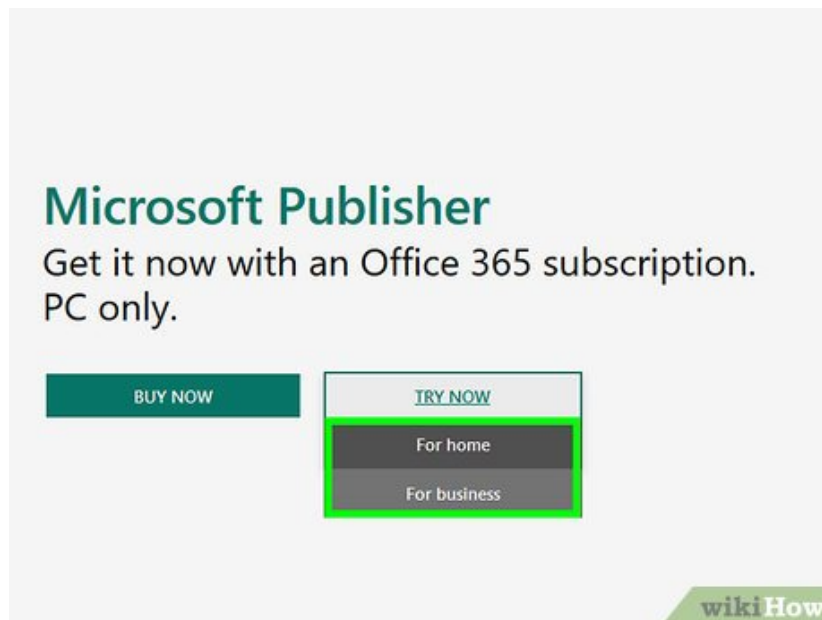 Microsoft Publisher
Get it now with an Office 365 subscription.
PC only.
BUY NOW
TRY NOW
For home
For business
wikiHow